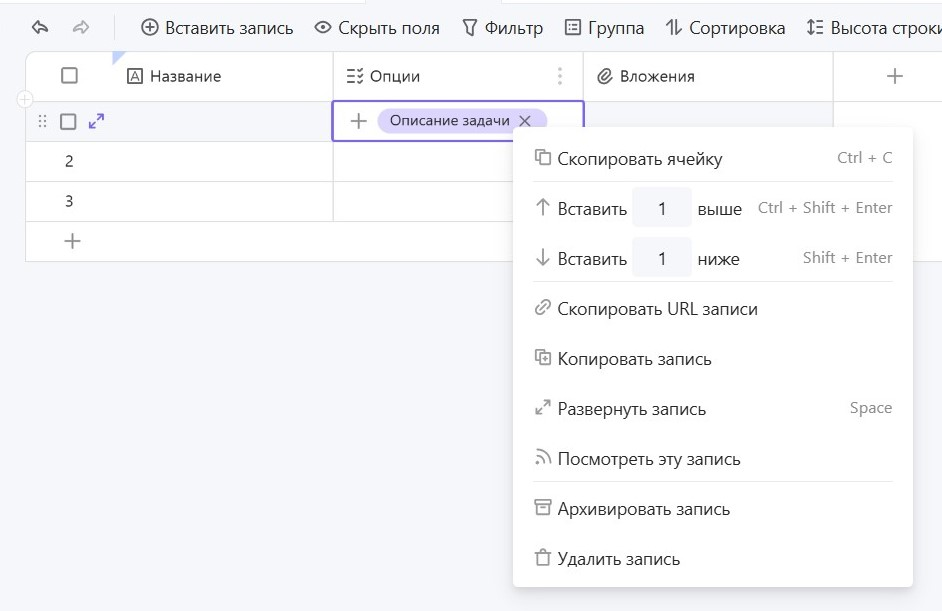 Вставить запись Скрыть поля Фильтр Группа Сортировка Высота строки
Название Опции Вложения
Описание задачи
2
3
Скопировать ячейку Ctrl + C
Вставить 1 выше Ctrl + Shift + Enter
Вставить 1 ниже Shift + Enter
Скопировать URL записи
Копировать запись
Развернуть запись Space
Посмотреть эту запись
Архивировать запись
Удалить запись